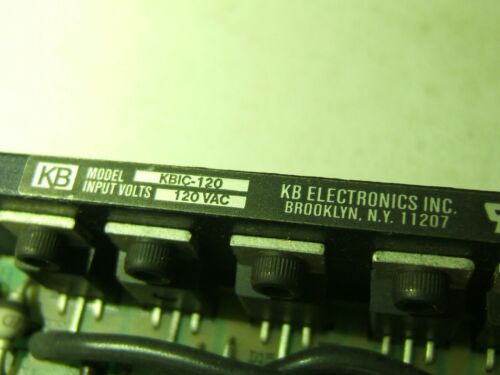 KB MODEL KBIC-120 KB ELECTRONICS INC.
INPUT VOLTS 120 VAC BROOKLYN, N.Y. 11207